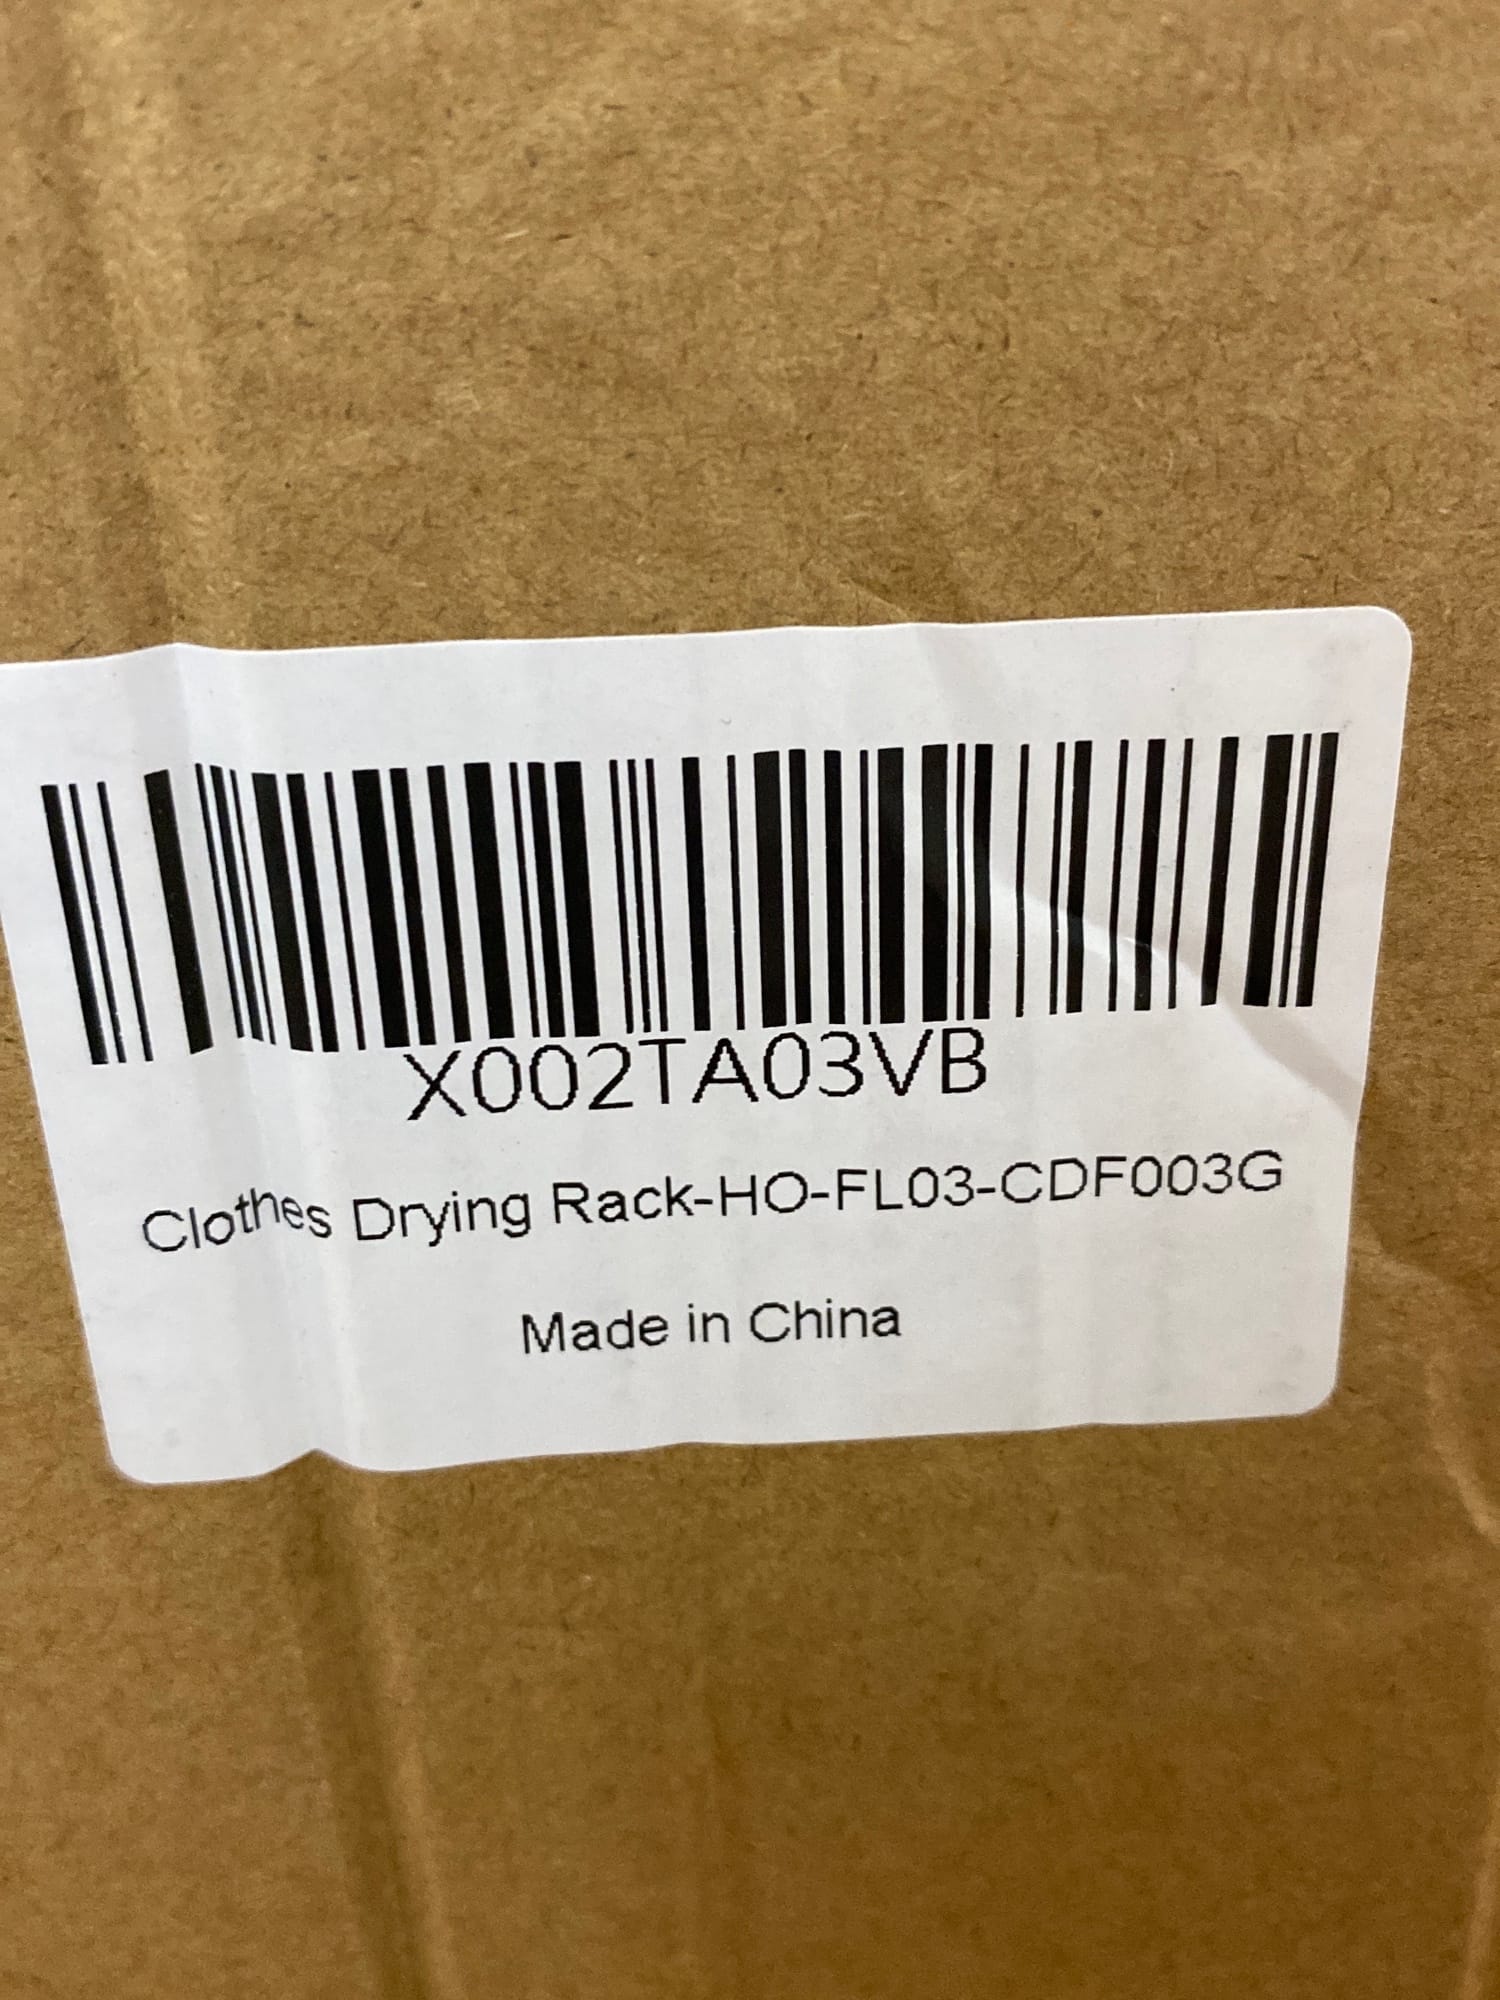 X002TA03VB
Clothes Drying Rack-HO-FL03-CDF003G
Made in China